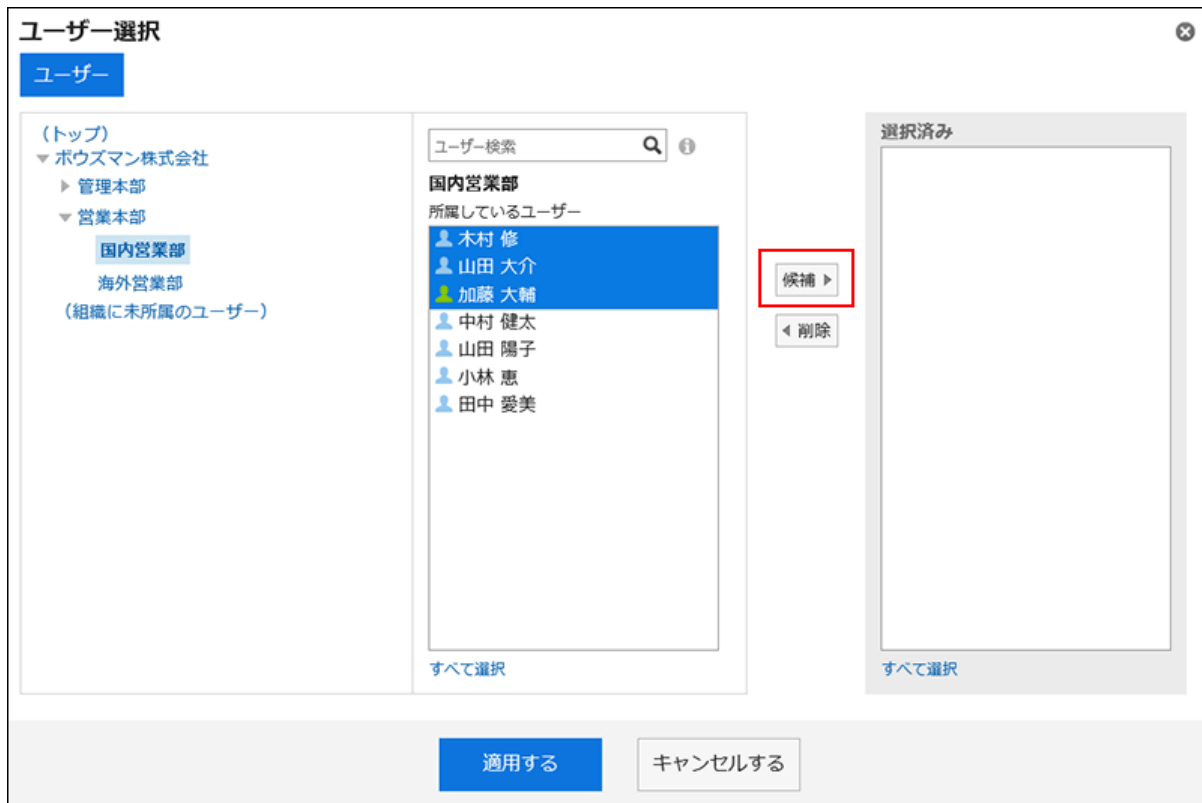 ユーザー選択
ユーザー
(トップ)
ボウズマン株式会社
管理本部
営業本部
国内営業部
海外営業部
(組織に未所属のユーザー)
ユーザー検索
国内営業部
所属しているユーザー
木村 修
山田 大介
加藤 大輔
中村 健太
山田 陽子
小林 恵
田中 愛美
すべて選択
候補
削除
選択済み
すべて選択
適用する
キャンセルする